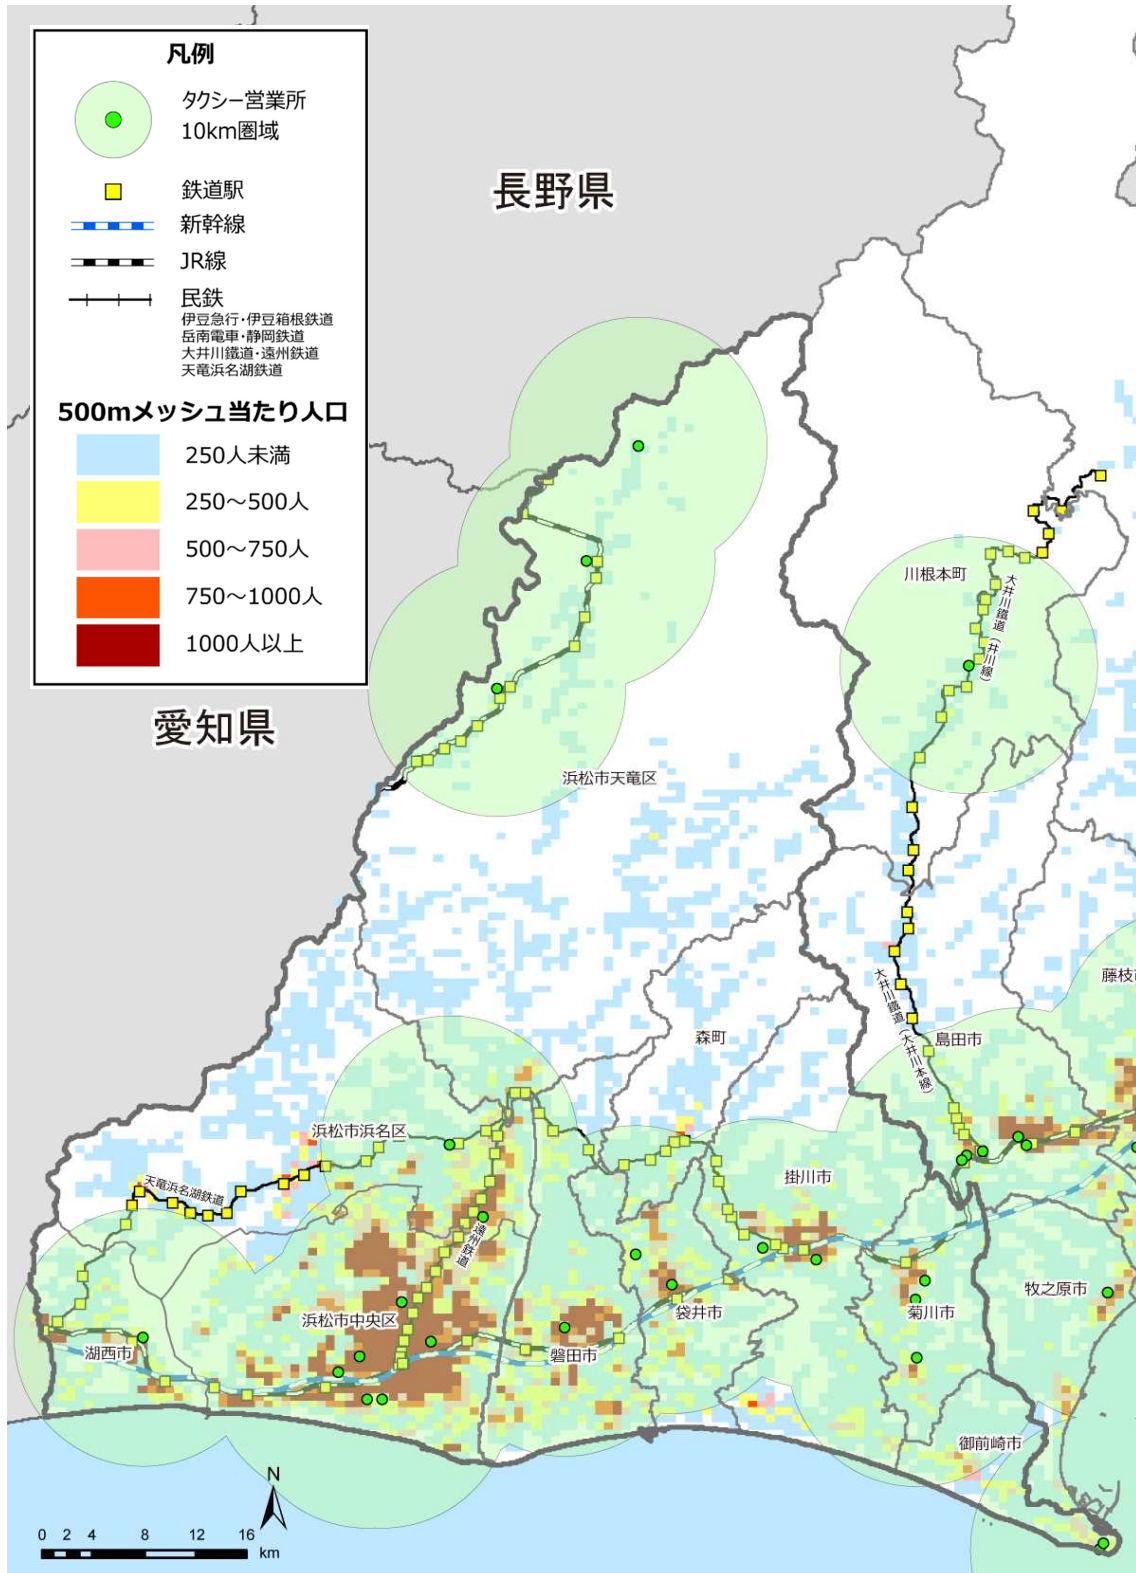 凡例
タクシー営業所
10km圏域
鉄道駅
新幹線
JR線
民鉄
伊豆急行・伊豆箱根鉄道
岳南電車・静岡鉄道
大井川鐵道・遠州鉄道
天竜浜名湖鉄道
500mメッシュ当たり人口
250人未満
250～500人
500～750人
750～1000人
1000人以上
長野県
愛知県
川根本町
大井川鐵道(井川線)
浜松市天竜区
藤枝市
大井川鐵道(大井川本線)
島田市
森町
浜松市浜名区
掛川市
天竜浜名湖鉄道
遠州鉄道
牧之原市
浜松市中央区
袋井市
菊川市
湖西市
磐田市
御前崎市
N
0 2 4 8 12 16
km